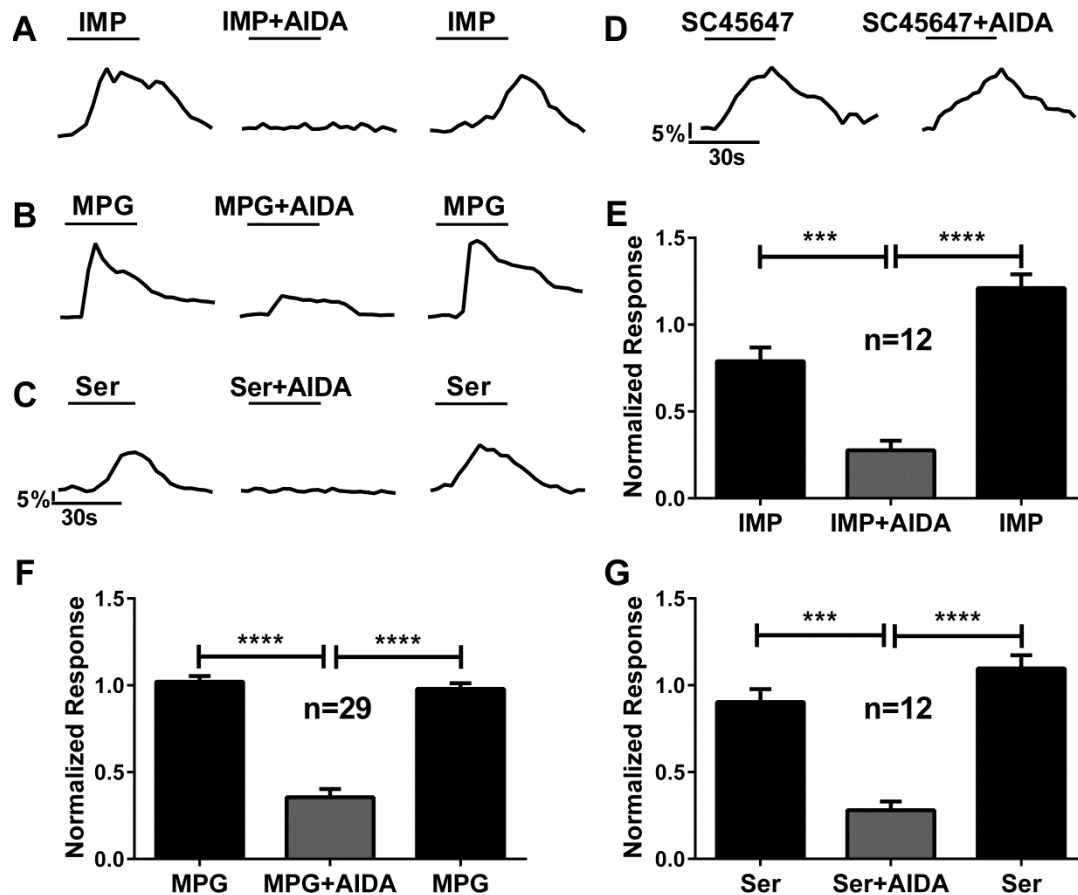 A IMP IMP+AIDA IMP
B MPG MPG+AIDA MPG
C Ser Ser+AIDA Ser
5%
30s
D SC45647 SC45647+AIDA
5%
30s
E
Normalized Response
1.5
1.0
0.5
0.0
*** ****
n=12
IMP IMP+AIDA IMP
F
Normalized Response
1.5
1.0
0.5
0.0
**** ****
n=29
MPG MPG+AIDA MPG
G
Normalized Response
1.5
1.0
0.5
0.0
*** ****
n=12
Ser Ser+AIDA Ser